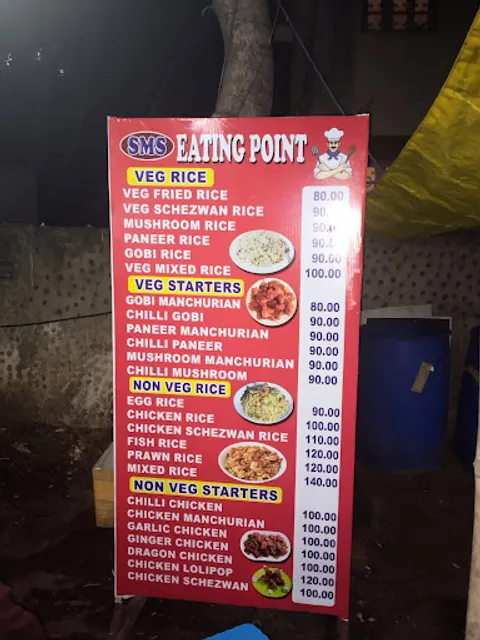 SMS EATING POINT
VEG RICE
VEG FRIED RICE 80.00
VEG SCHEZWAN RICE 90.
MUSHROOM RICE 90.
PANEER RICE 90.
GOBI RICE 90.00
VEG MIXED RICE 100.00
VEG STARTERS
GOBI MANCHURIAN 80.00
CHILLI GOBI 90.00
PANEER MANCHURIAN 90.00
CHILLI PANEER 90.00
MUSHROOM MANCHURIAN 90.00
CHILLI MUSHROOM 90.00
NON VEG RICE
EGG RICE 90.00
CHICKEN RICE 100.00
CHICKEN SCHEZWAN RICE 110.00
FISH RICE 120.00
PRAWN RICE 120.00
MIXED RICE 140.00
NON VEG STARTERS
CHILLI CHICKEN 100.00
CHICKEN MANCHURIAN 100.00
GARLIC CHICKEN 100.00
GINGER CHICKEN 100.00
DRAGON CHICKEN 100.00
CHICKEN LOLIPOP 120.00
CHICKEN SCHEZWAN 100.00